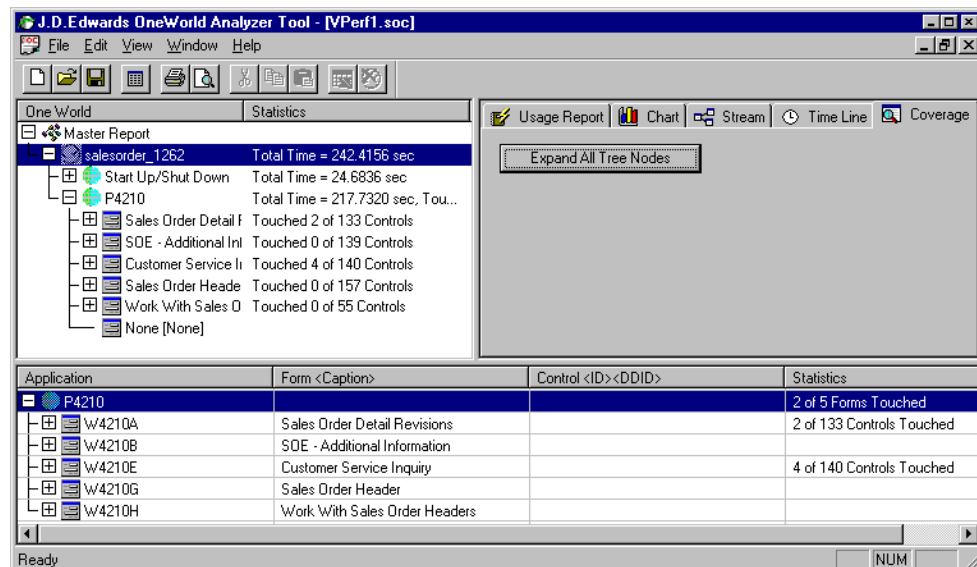 J.D.Edwards OneWorld Analyzer Tool - [VPerf1.soc]
File Edit View Window Help
One World Statistics
Master Report
salesorder_1262 Total Time = 242.4156 sec
Start Up/Shut Down Total Time = 24.6836 sec
P4210 Total Time = 217.7320 sec, Tou...
Sales Order Detail F Touched 2 of 133 Controls
SOE - Additional Inl Touched 0 of 139 Controls
Customer Service Ir Touched 4 of 140 Controls
Sales Order Heade Touched 0 of 157 Controls
Work With Sales O Touched 0 of 55 Controls
None [None]
Usage Report Chart Stream Time Line Coverage
Expand All Tree Nodes
Application Form <Caption> Control <ID><DDID> Statistics
P4210 2 of 5 Forms Touched
W4210A Sales Order Detail Revisions 2 of 133 Controls Touched
W4210B SOE - Additional Information
W4210E Customer Service Inquiry 4 of 140 Controls Touched
W4210G Sales Order Header
W4210H Work With Sales Order Headers
Ready NUM